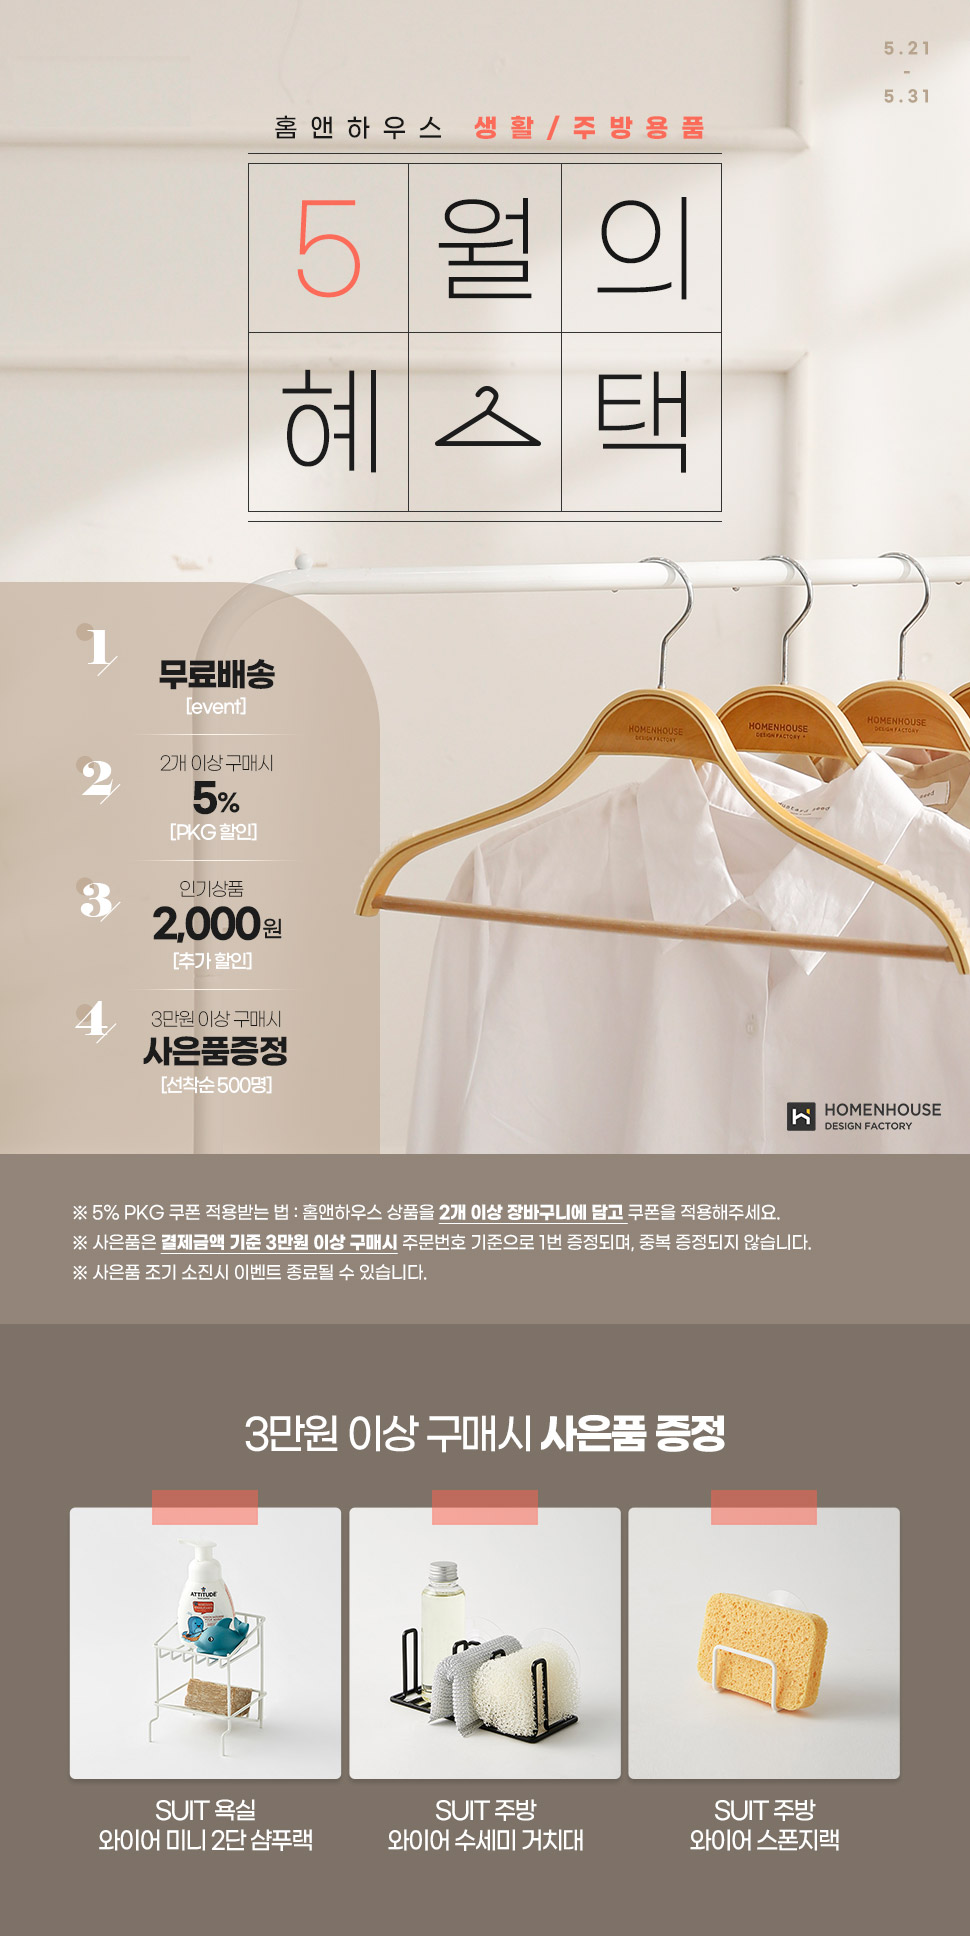 5.21
-
5.31
홈앤하우스 생활/주방용품
5월의
혜스택
HOMENHOUSE
DESIGN FACTORY
HOMENHOUSE
DESIGN FACTORY
HOMENHOUSE
DESIGN FACTORY
1
무료배송
[event]
2
2개 이상 구매시
5%
[PKG 할인]
3
인기상품
2,000원
[추가 할인]
4
3만원 이상 구매시
사은품증정
[선착순 500명]
HOMENHOUSE
DESIGN FACTORY
※ 5% PKG 쿠폰 적용받는 법 : 홈앤하우스 상품을 2개 이상 장바구니에 담고 쿠폰을 적용해주세요.
※ 사은품은 결제금액 기준 3만원 이상 구매시 주문번호 기준으로 1번 증정되며, 중복 증정되지 않습니다.
※ 사은품 조기 소진시 이벤트 종료될 수 있습니다.
3만원 이상 구매시 사은품 증정
ATTITUDE
SUIT 욕실
와이어 미니 2단 샴푸랙
SUIT 주방
와이어 수세미 거치대
SUIT 주방
와이어 스폰지랙